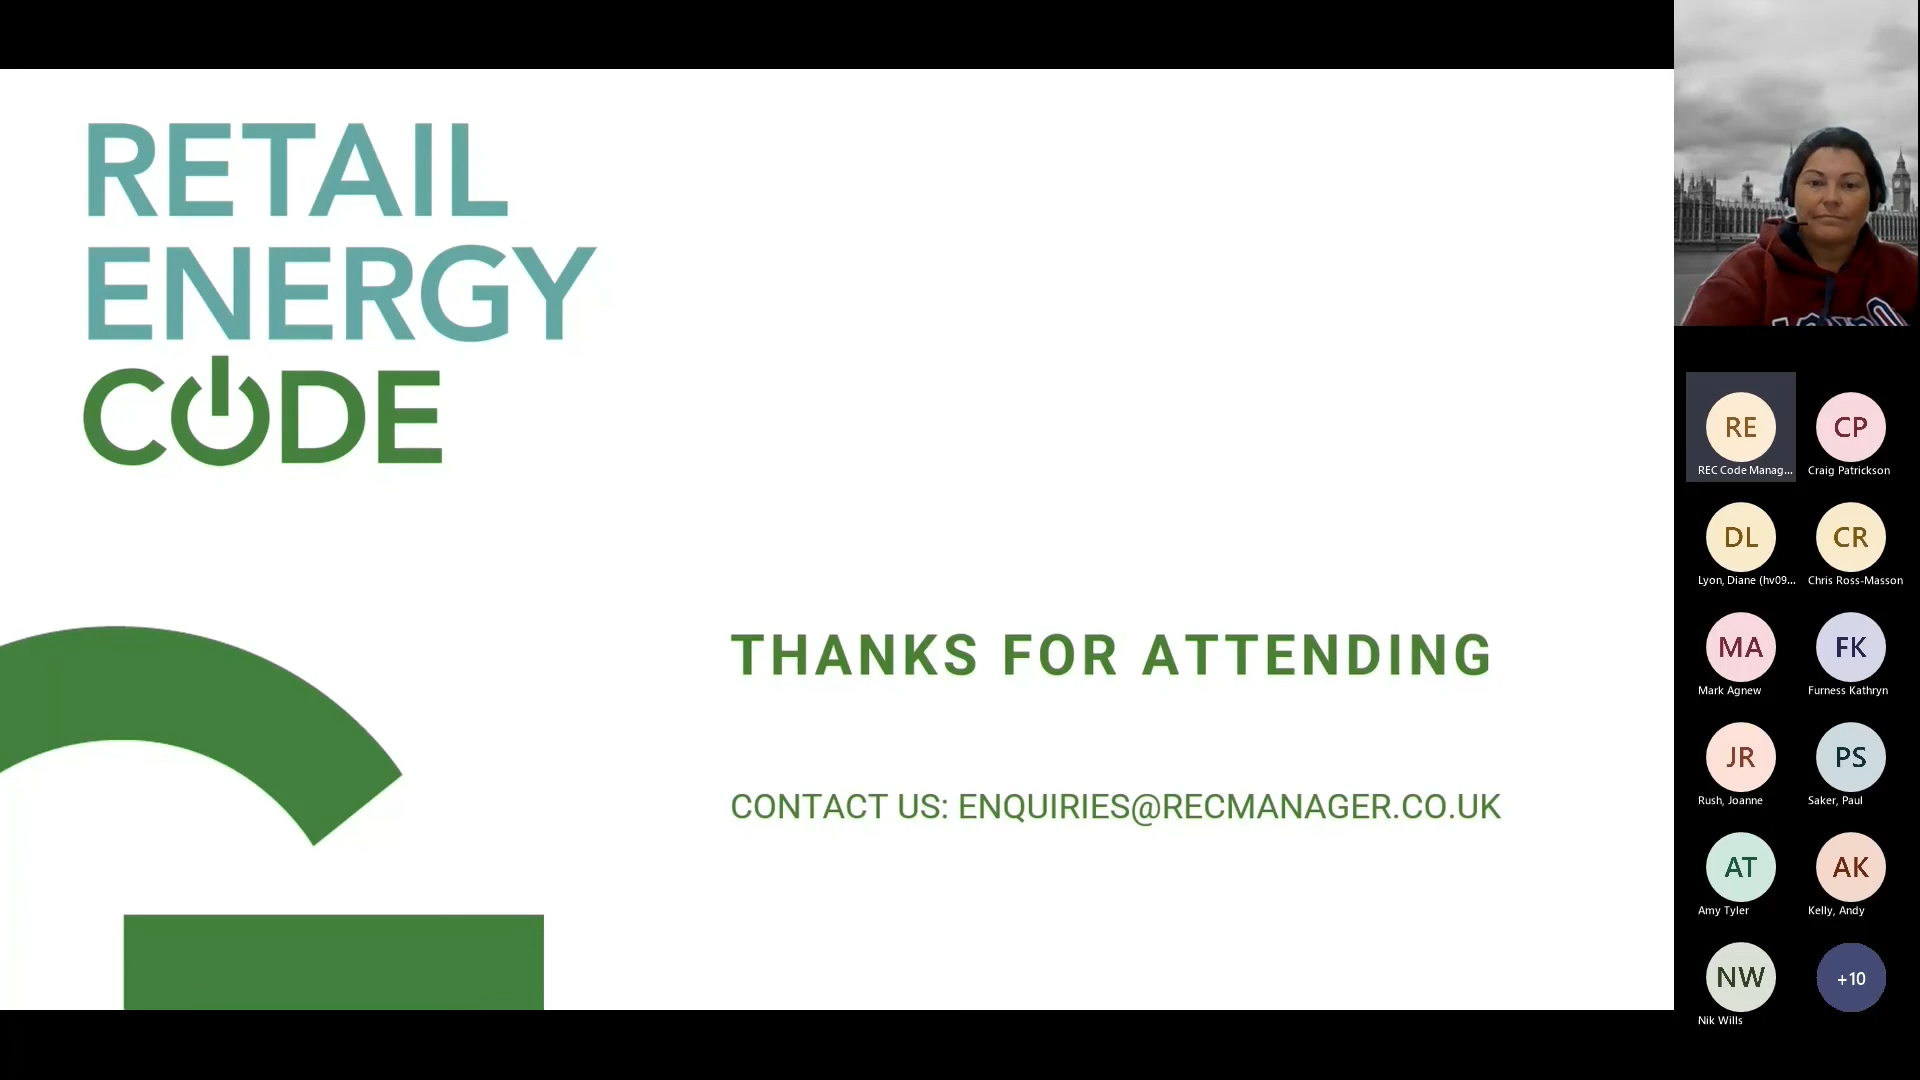 RETAIL
ENERGY
CODE
THANKS FOR ATTENDING
CONTACT US: ENQUIRIES@RECMANAGER.CO.UK
RE
REC Code Manag...
CP
Craig Patrickson
DL
Lyon, Diane (hv09...
CR
Chris Ross-Masson
MA
Mark Agnew
FK
Furness Kathryn
JR
Rush, Joanne
PS
Saker, Paul
AT
Amy Tyler
AK
Kelly, Andy
NW
Nik Wills
+10